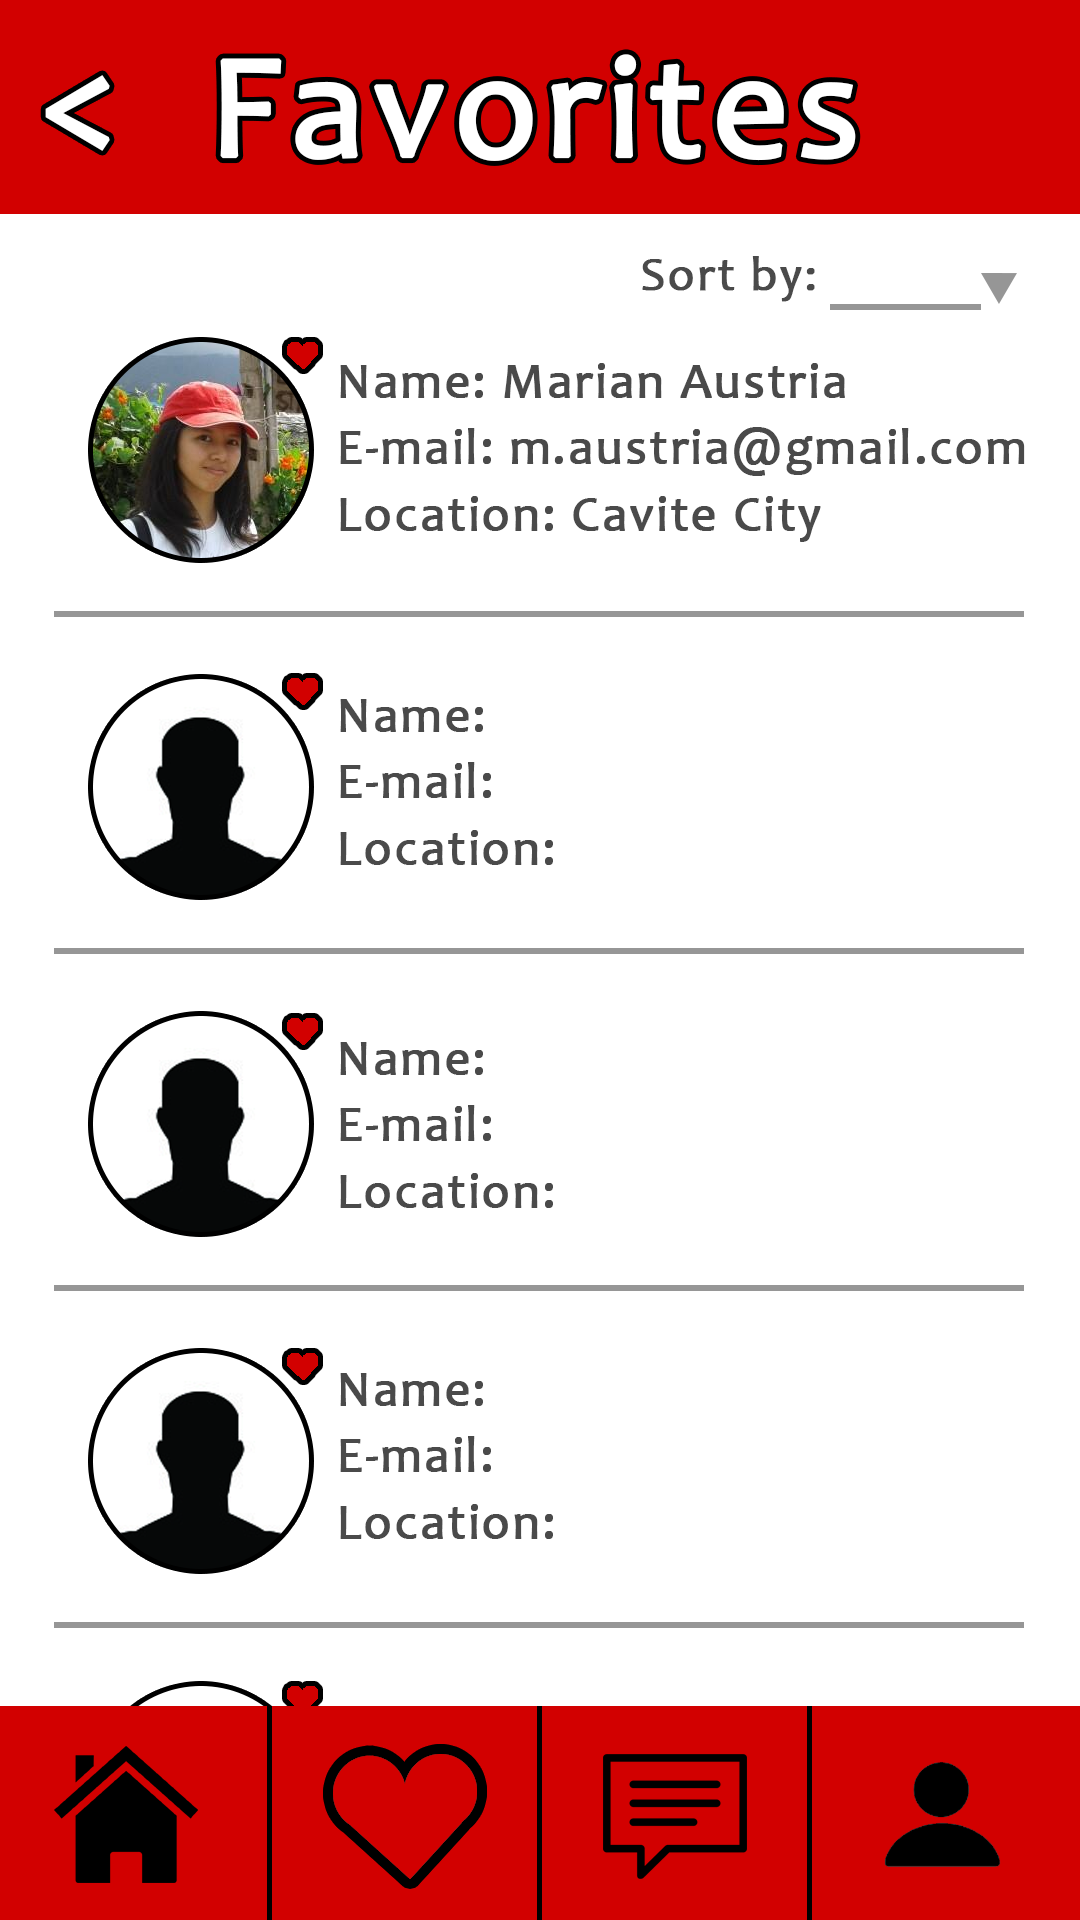 < Favorites
Sort by:
Name: Marian Austria
E-mail: m.austria@gmail.com
Location: Cavite City
Name:
E-mail:
Location:
Name:
E-mail:
Location:
Name:
E-mail:
Location: